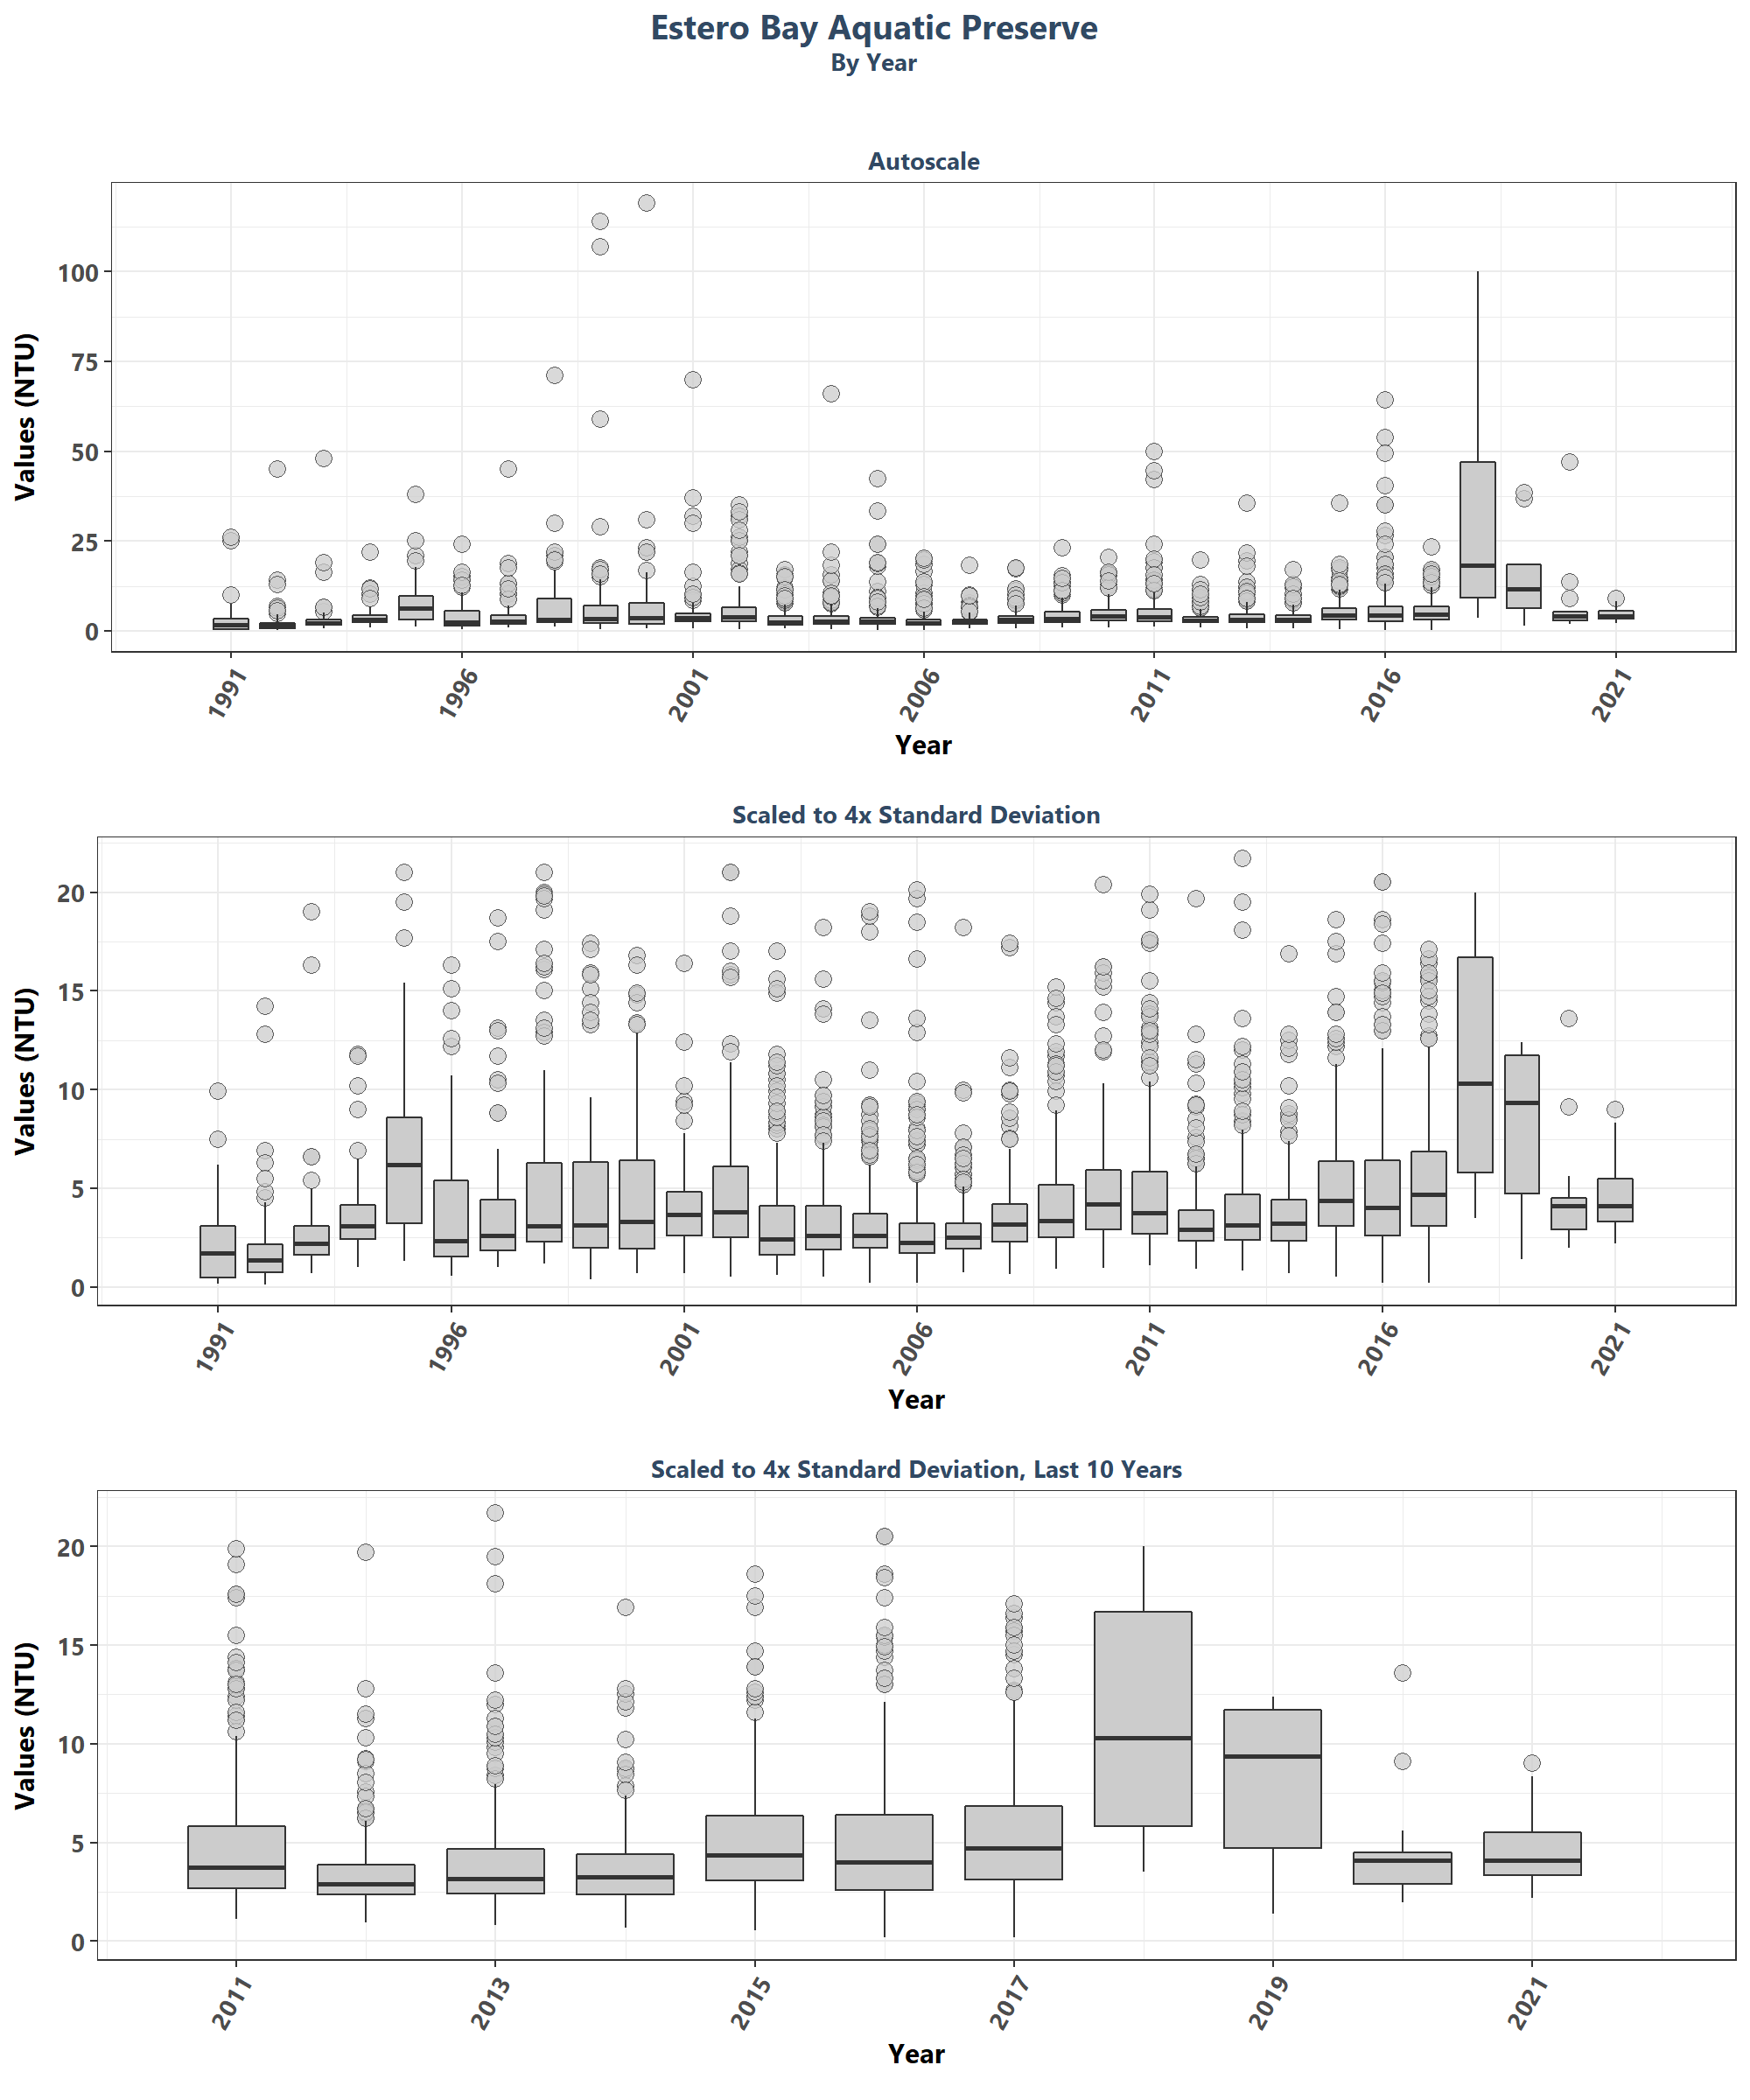 Estero Bay Aquatic Preserve
By Year
Autoscale
Values (NTU)
100
75
50
25
0
1991 1996 2001 2006 2011 2016 2021
Year
Scaled to 4x Standard Deviation
Values (NTU)
20
15
10
5
0
1991 1996 2001 2006 2011 2016 2021
Year
Scaled to 4x Standard Deviation, Last 10 Years
Values (NTU)
20
15
10
5
0
2011 2013 2015 2017 2019 2021
Year